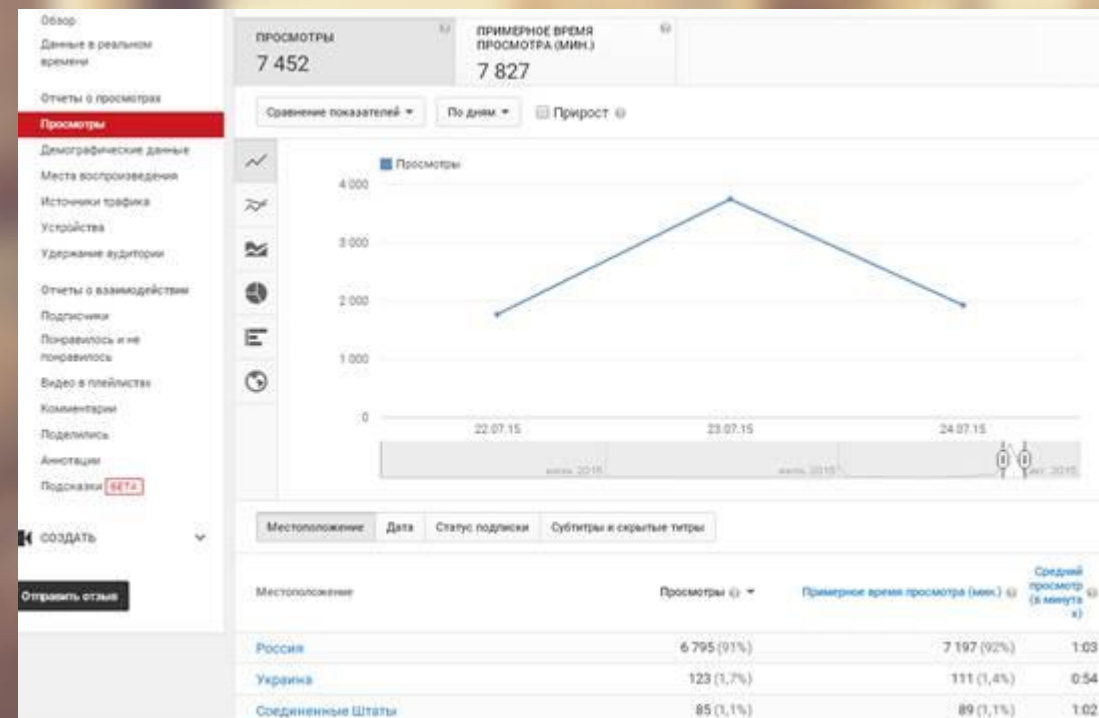 Обзор
Данные в реальном
времени
Отчеты о просмотрах
Просмотры
Демографические данные
Места воспроизведения
Источники трафика
Устройства
Удержание аудитории
Отчеты о взаимодействии
Подписчики
Понравилось и не
понравилось
Видео в плейлистах
Комментарии
Поделились
Аннотации
Подсказки БЕТА
СОЗДАТЬ
Отправить отзыв
ПРОСМОТРЫ
7 452
ПРИМЕРНОЕ ВРЕМЯ
ПРОСМОТРА (МИН.)
7 827
Сравнение показателей
По дням
Прирост
Просмотры
4 000
3 000
2 000
1 000
0
22.07.15
23.07.15
24.07.15
июль 2015
Местоположение
Дата
Статус подписки
Субтитры и скрытые титры
Местоположение
Просмотры
Примерное время просмотра (мин.)
Средний
просмотр
(в минута
х)
Россия 6 795 (91%) 7 197 (92%) 1:03
Украина 123 (1,7%) 111 (1,4%) 0:54
Соединенные Штаты 85 (1,1%) 89 (1,1%) 1:02